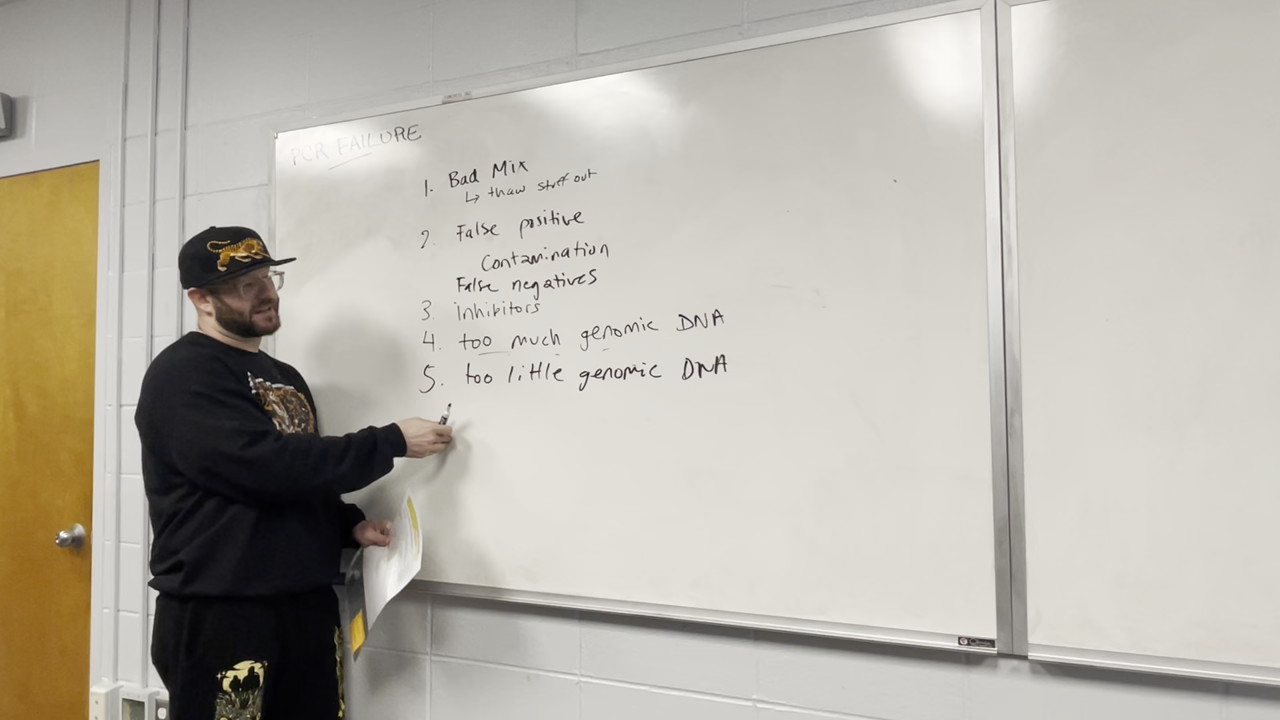 PCR FAILURE
1. Bad Mix
↳ thaw stuff out
2. False positive
Contamination
False negatives
3. inhibitors
4. too much genomic DNA
5. too little genomic DNA